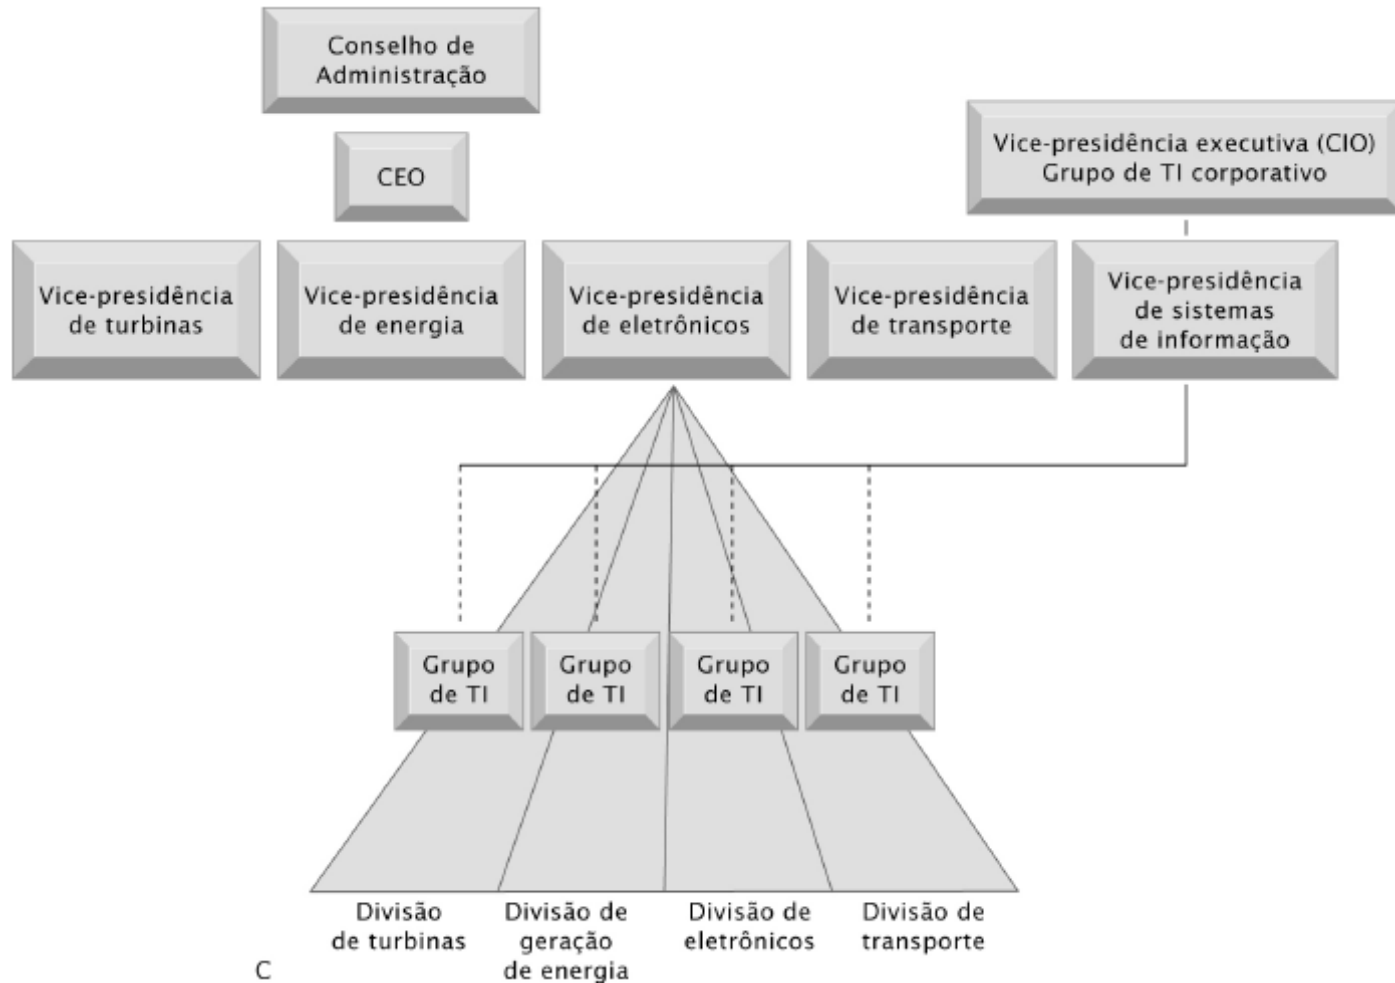 Conselho de
Administração
CEO
Vice-presidência executiva (CIO)
Grupo de TI corporativo
Vice-presidência
de turbinas
Vice-presidência
de energia
Vice-presidência
de eletrônicos
Vice-presidência
de transporte
Vice-presidência
de sistemas
de informação
Grupo
de TI
Grupo
de TI
Grupo
de TI
Grupo
de TI
Divisão
de turbinas
Divisão de
geração
de energia
Divisão de
eletrônicos
Divisão de
transporte
C